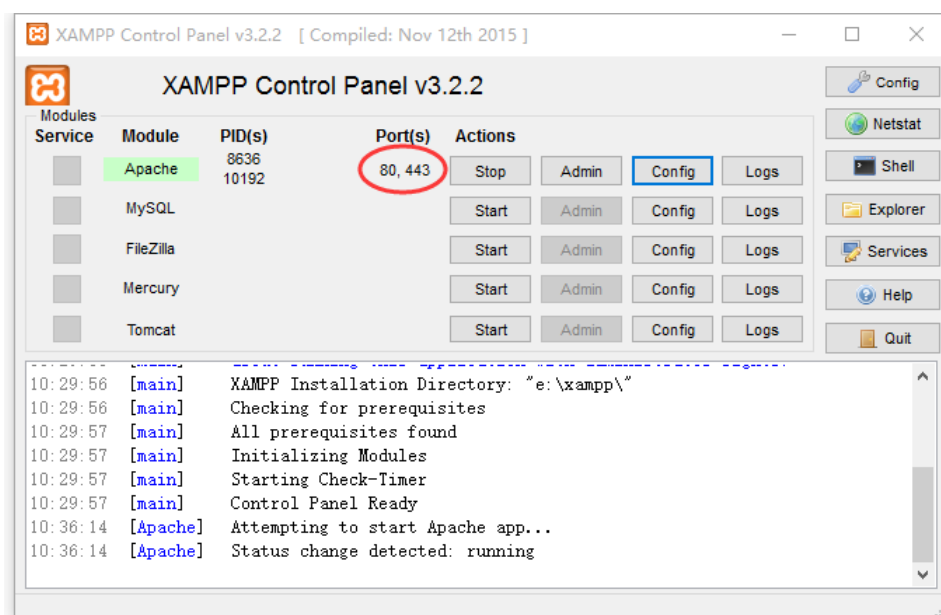 XAMPP Control Panel v3.2.2 [ Compiled: Nov 12th 2015 ]
XAMPP Control Panel v3.2.2
Config
Modules
Service Module PID(s) Port(s) Actions
Netstat
Apache 8636 10192 80, 443 Stop Admin Config Logs
Shell
MySQL Start Admin Config Logs
Explorer
FileZilla Start Admin Config Logs
Services
Mercury Start Admin Config Logs
Help
Tomcat Start Admin Config Logs
Quit
10:29:56 [main] XAMPP Installation Directory: "e:\xampp\"
10:29:56 [main] Checking for prerequisites
10:29:57 [main] All prerequisites found
10:29:57 [main] Initializing Modules
10:29:57 [main] Starting Check-Timer
10:29:57 [main] Control Panel Ready
10:36:14 [Apache] Attempting to start Apache app...
10:36:14 [Apache] Status change detected: running